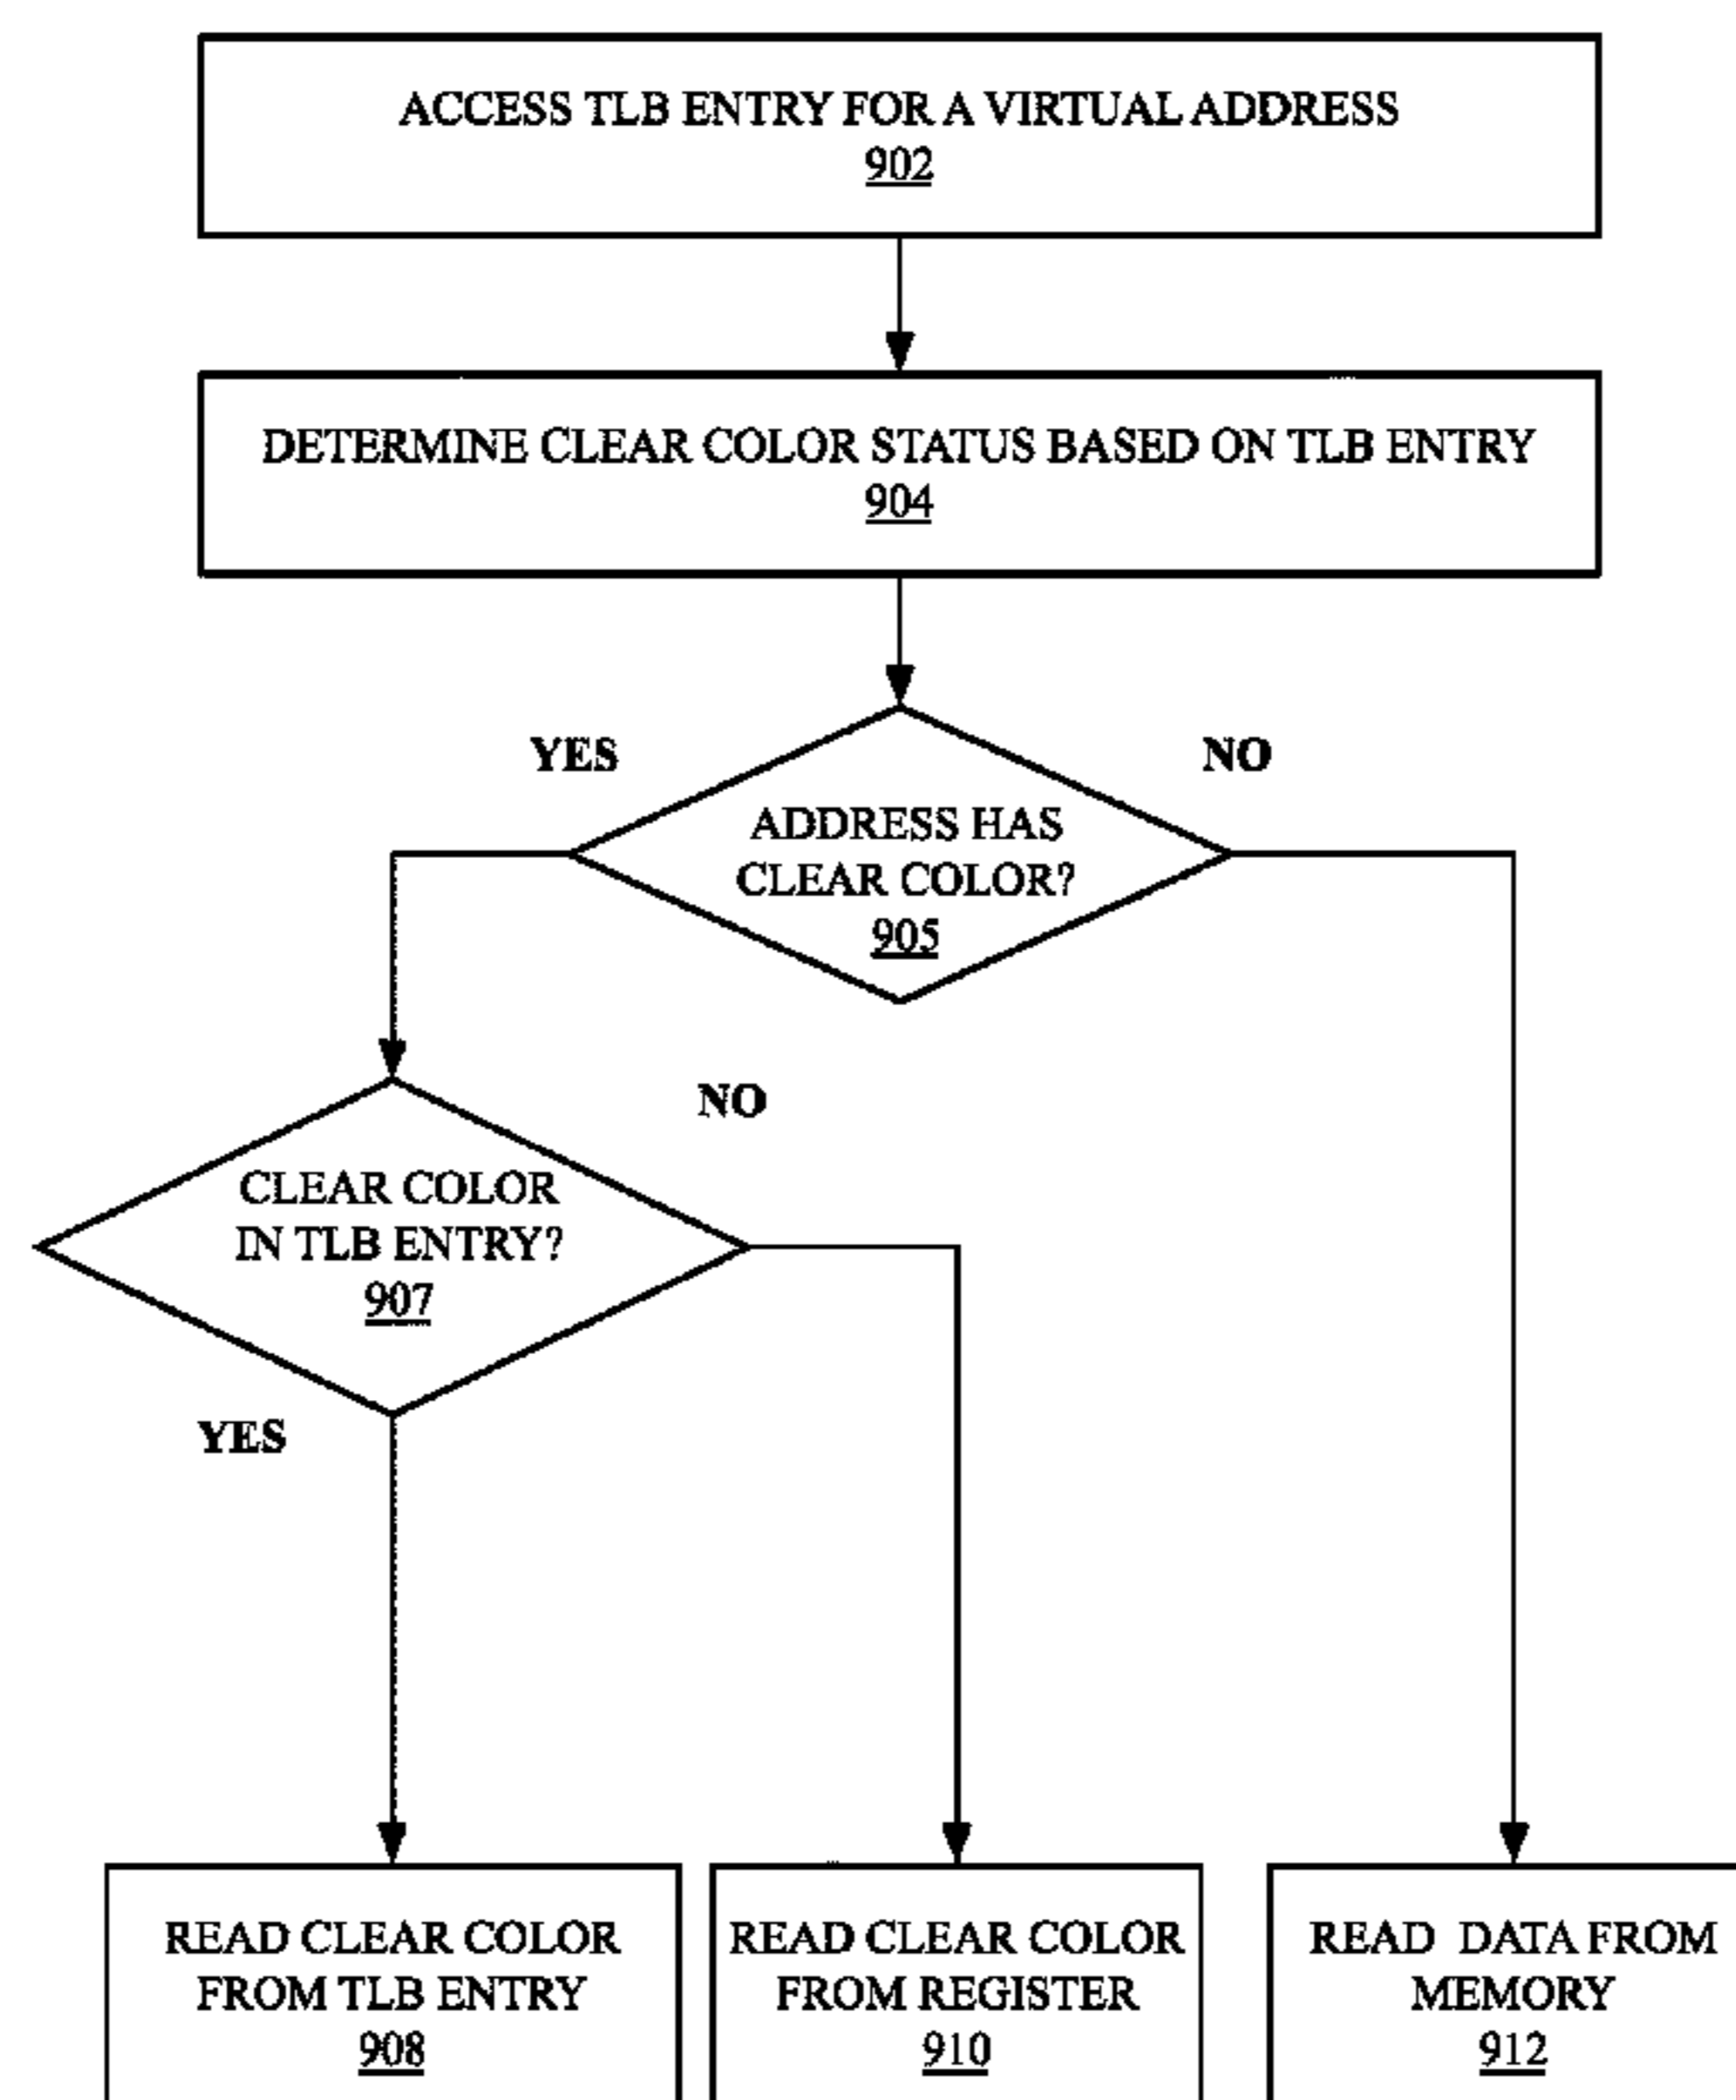 ACCESS TLB ENTRY FOR A VIRTUAL ADDRESS
902
DETERMINE CLEAR COLOR STATUS BASED ON TLB ENTRY
904
YES
NO
ADDRESS HAS
CLEAR COLOR?
905
NO
CLEAR COLOR
IN TLB ENTRY?
907
YES
READ CLEAR COLOR
FROM TLB ENTRY
908
READ CLEAR COLOR
FROM REGISTER
910
READ DATA FROM
MEMORY
912